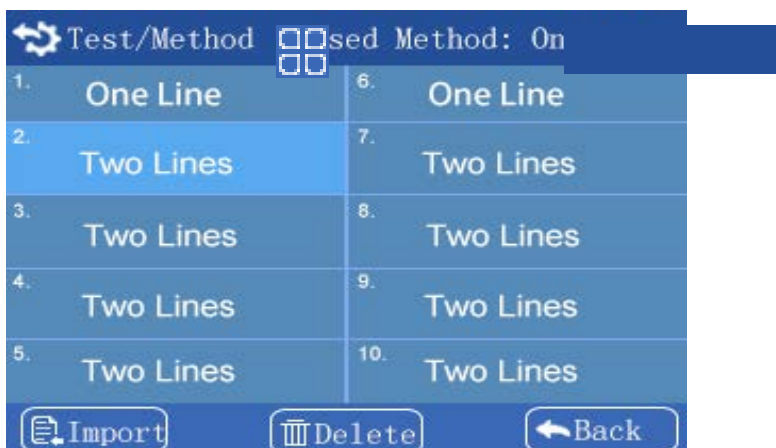 Test/Method sed Method: On
1. One Line
2. Two Lines
3. Two Lines
4. Two Lines
5. Two Lines
6. One Line
7. Two Lines
8. Two Lines
9. Two Lines
10. Two Lines
Import Delete Back